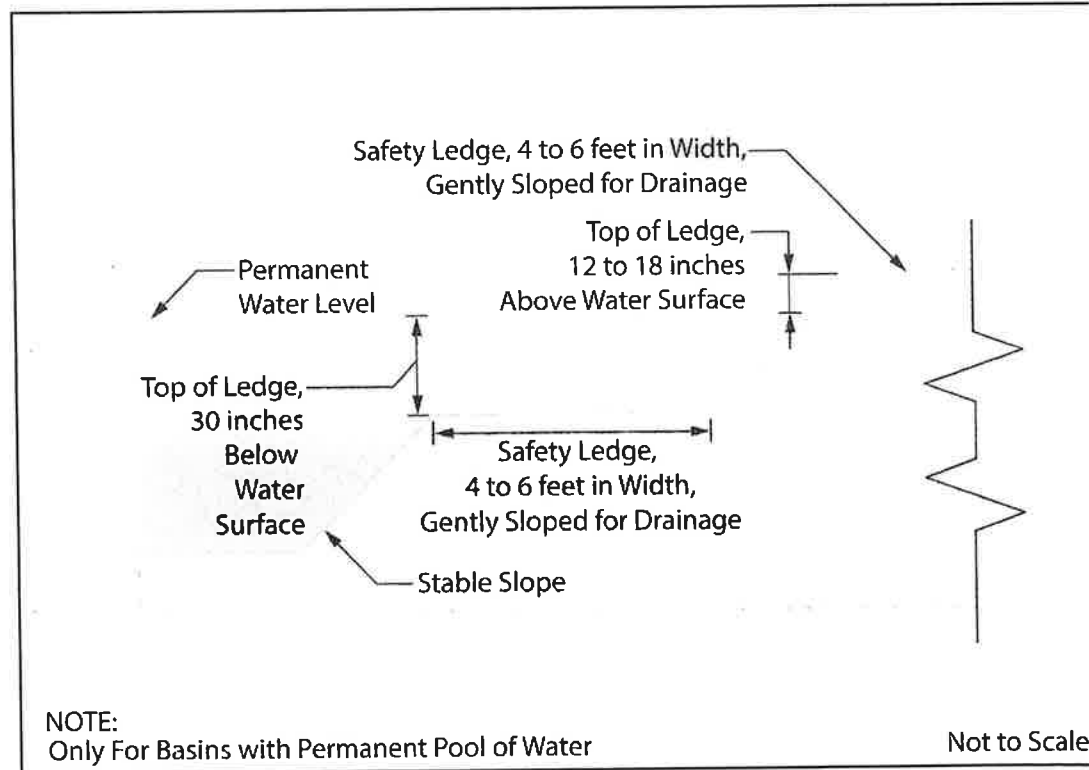 Safety Ledge, 4 to 6 feet in Width,
Gently Sloped for Drainage
Top of Ledge,
12 to 18 inches
Above Water Surface
Permanent
Water Level
Top of Ledge,
30 inches
Below
Water
Surface
Safety Ledge,
4 to 6 feet in Width,
Gently Sloped for Drainage
Stable Slope
NOTE:
Only For Basins with Permanent Pool of Water
Not to Scale